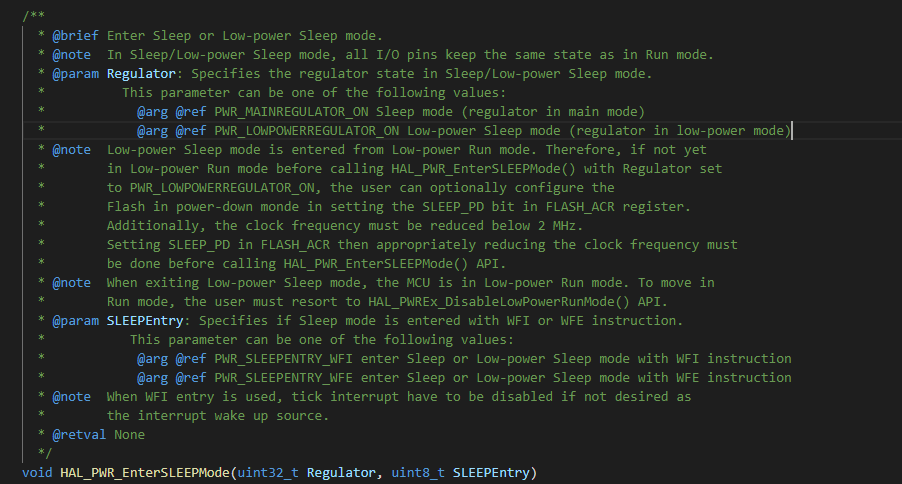 /**
* @brief Enter Sleep or Low-power Sleep mode.
* @note In Sleep/Low-power Sleep mode, all I/O pins keep the same state as in Run mode.
* @param Regulator: Specifies the regulator state in Sleep/Low-power Sleep mode.
* This parameter can be one of the following values:
* @arg @ref PWR_MAINREGULATOR_ON Sleep mode (regulator in main mode)
* @arg @ref PWR_LOWPOWERREGULATOR_ON Low-power Sleep mode (regulator in low-power mode)
* @note Low-power Sleep mode is entered from Low-power Run mode. Therefore, if not yet
* in Low-power Run mode before calling HAL_PWR_EnterSLEEPMode() with Regulator set
* to PWR_LOWPOWERREGULATOR_ON, the user can optionally configure the
* Flash in power-down monde in setting the SLEEP_PD bit in FLASH_ACR register.
* Additionally, the clock frequency must be reduced below 2 MHz.
* Setting SLEEP_PD in FLASH_ACR then appropriately reducing the clock frequency must
* be done before calling HAL_PWR_EnterSLEEPMode() API.
* @note When exiting Low-power Sleep mode, the MCU is in Low-power Run mode. To move in
* Run mode, the user must resort to HAL_PWREx_DisableLowPowerRunMode() API.
* @param SLEEPEntry: Specifies if Sleep mode is entered with WFI or WFE instruction.
* This parameter can be one of the following values:
* @arg @ref PWR_SLEEPENTRY_WFI enter Sleep or Low-power Sleep mode with WFI instruction
* @arg @ref PWR_SLEEPENTRY_WFE enter Sleep or Low-power Sleep mode with WFE instruction
* @note When WFI entry is used, tick interrupt have to be disabled if not desired as
* the interrupt wake up source.
* @retval None
*/
void HAL_PWR_EnterSLEEPMode(uint32_t Regulator, uint8_t SLEEPEntry)